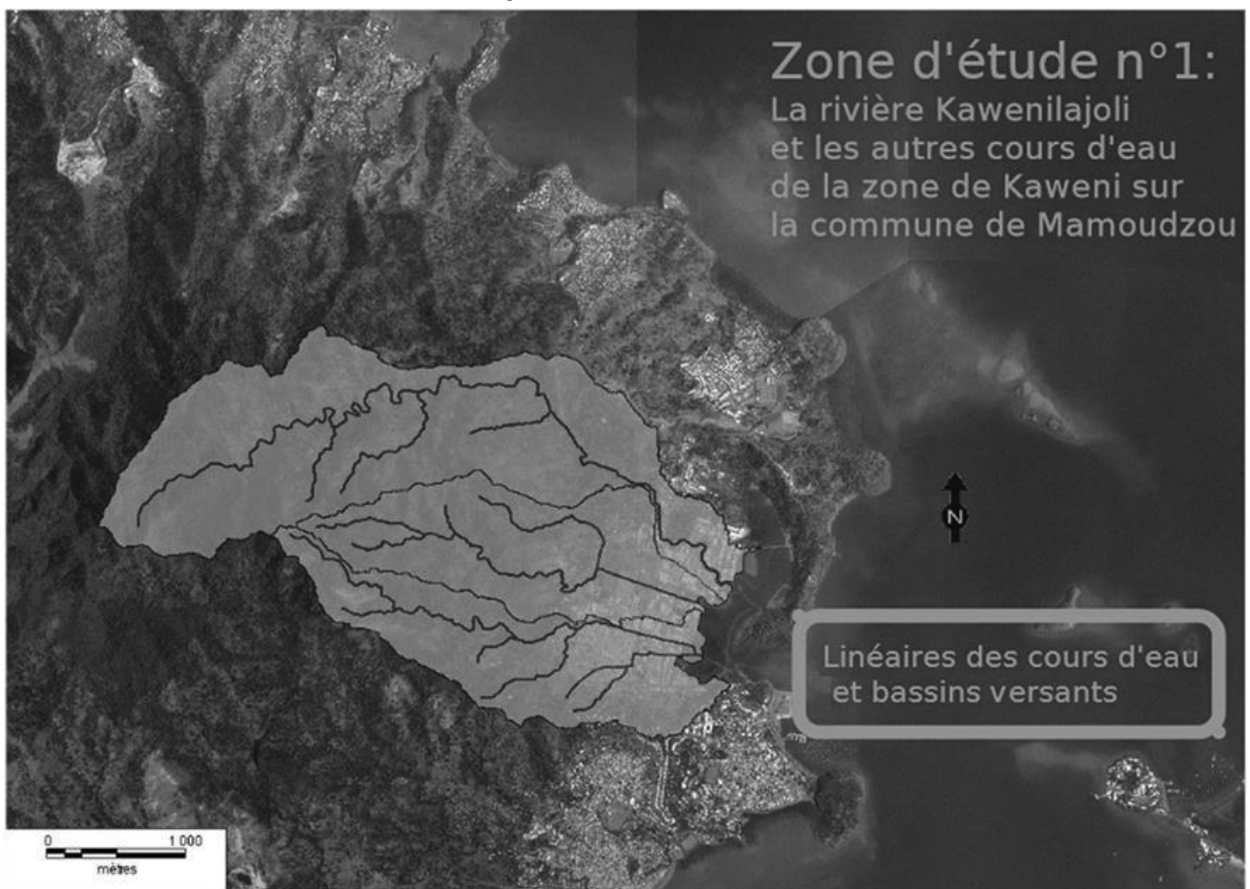 Zone d'étude n°1:
La rivière Kawenilajoli
et les autres cours d'eau
de la zone de Kaweni sur
la commune de Mamoudzou
N
Linéaires des cours d'eau
et bassins versants
0 1 000
mètres